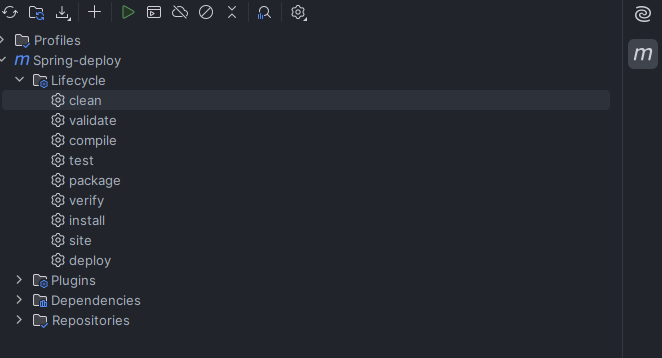 Profiles
m Spring-deploy
Lifecycle
clean
validate
compile
test
package
verify
install
site
deploy
Plugins
Dependencies
Repositories
m